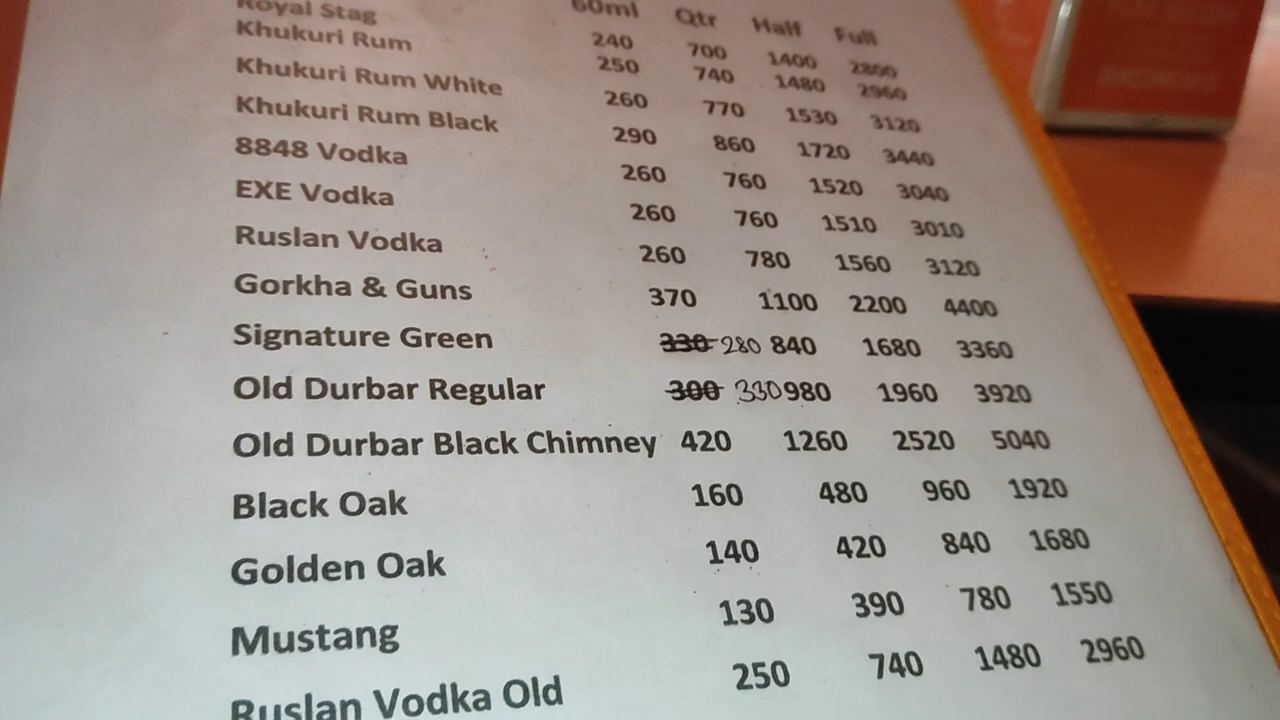 60ml Qtr Half Full
Royal Stag 240 700 1400 2800
Khukuri Rum 250 740 1480 2960
Khukuri Rum White 260 770 1530 3120
Khukuri Rum Black 290 860 1720 3440
8848 Vodka 260 760 1520 3040
EXE Vodka 260 760 1510 3010
Ruslan Vodka 260 780 1560 3120
Gorkha & Guns 370 1100 2200 4400
Signature Green 330 280 840 1680 3360
Old Durbar Regular 300 330 980 1960 3920
Old Durbar Black Chimney 420 1260 2520 5040
Black Oak 160 480 960 1920
Golden Oak 140 420 840 1680
Mustang 130 390 780 1550
Ruslan Vodka Old 250 740 1480 2960